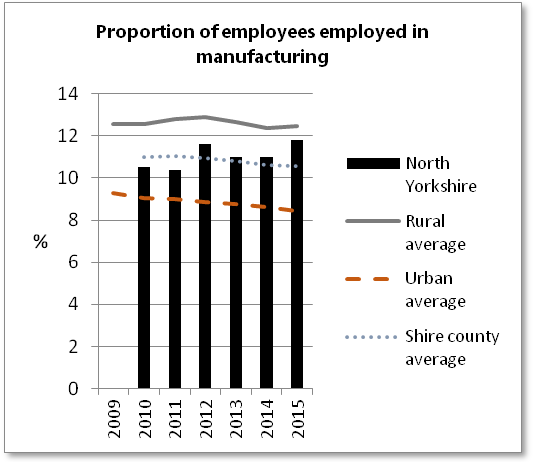 Proportion of employees employed in
manufacturing
14
12
10
8
6
4
2
0
%
2009
2010
2011
2012
2013
2014
2015
North
Yorkshire
Rural
average
Urban
average
Shire county
average